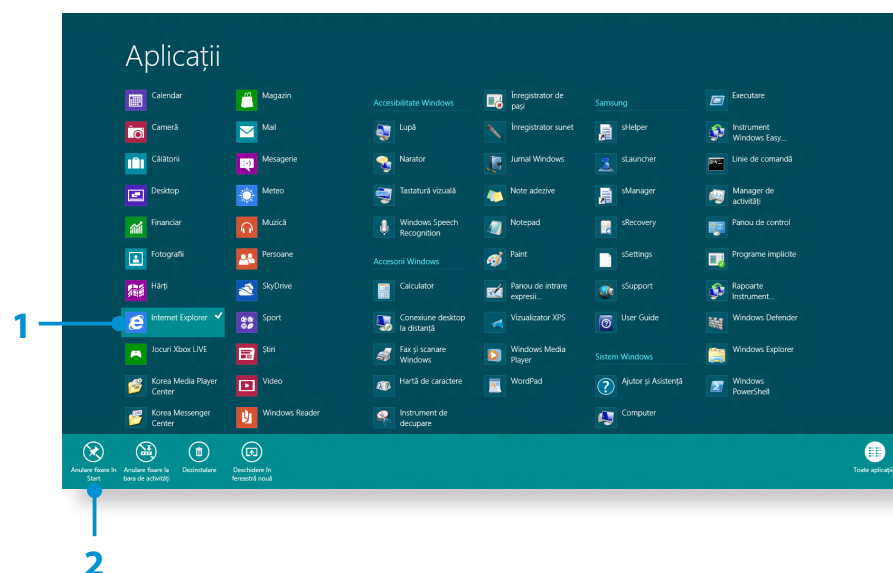 Aplicații
Calendar
Cameră
Călătorii
Desktop
Financiar
Fotografii
Hărți
Internet Explorer
Jocuri Xbox LIVE
Korea Media Player
Center
Korea Messenger
Center
Magazin
Mail
Mesagerie
Meteo
Muzică
Persoane
SkyDrive
Sport
Știri
Video
Windows Reader
Accesibilitate Windows
Lupă
Narator
Tastatură vizuală
Windows Speech
Recognition
Accesorii Windows
Calculator
Conexiune desktop
la distanță
Fax și scanare
Windows
Hartă de caractere
Instrument de
decupare
Înregistrator de
pași
Înregistrator sunet
Jurnal Windows
Note adezive
Notepad
Paint
Panou de intrare
expresii...
Vizualizator XPS
Windows Media
Player
WordPad
Samsung
sHelper
sLauncher
sManager
sRecovery
sSettings
sSupport
User Guide
Sistem Windows
Ajutor și Asistență
Computer
Executare
Instrument
Windows Easy...
Linie de comandă
Manager de
activități
Panou de control
Programe implicite
Rapoarte
Instrument...
Windows Defender
Windows Explorer
Windows
PowerShell
1
Anulare fixare în
Start
Anulare fixare la
bara de activități
Dezinstalare
Deschidere în
fereastră nouă
Toate aplicații
2